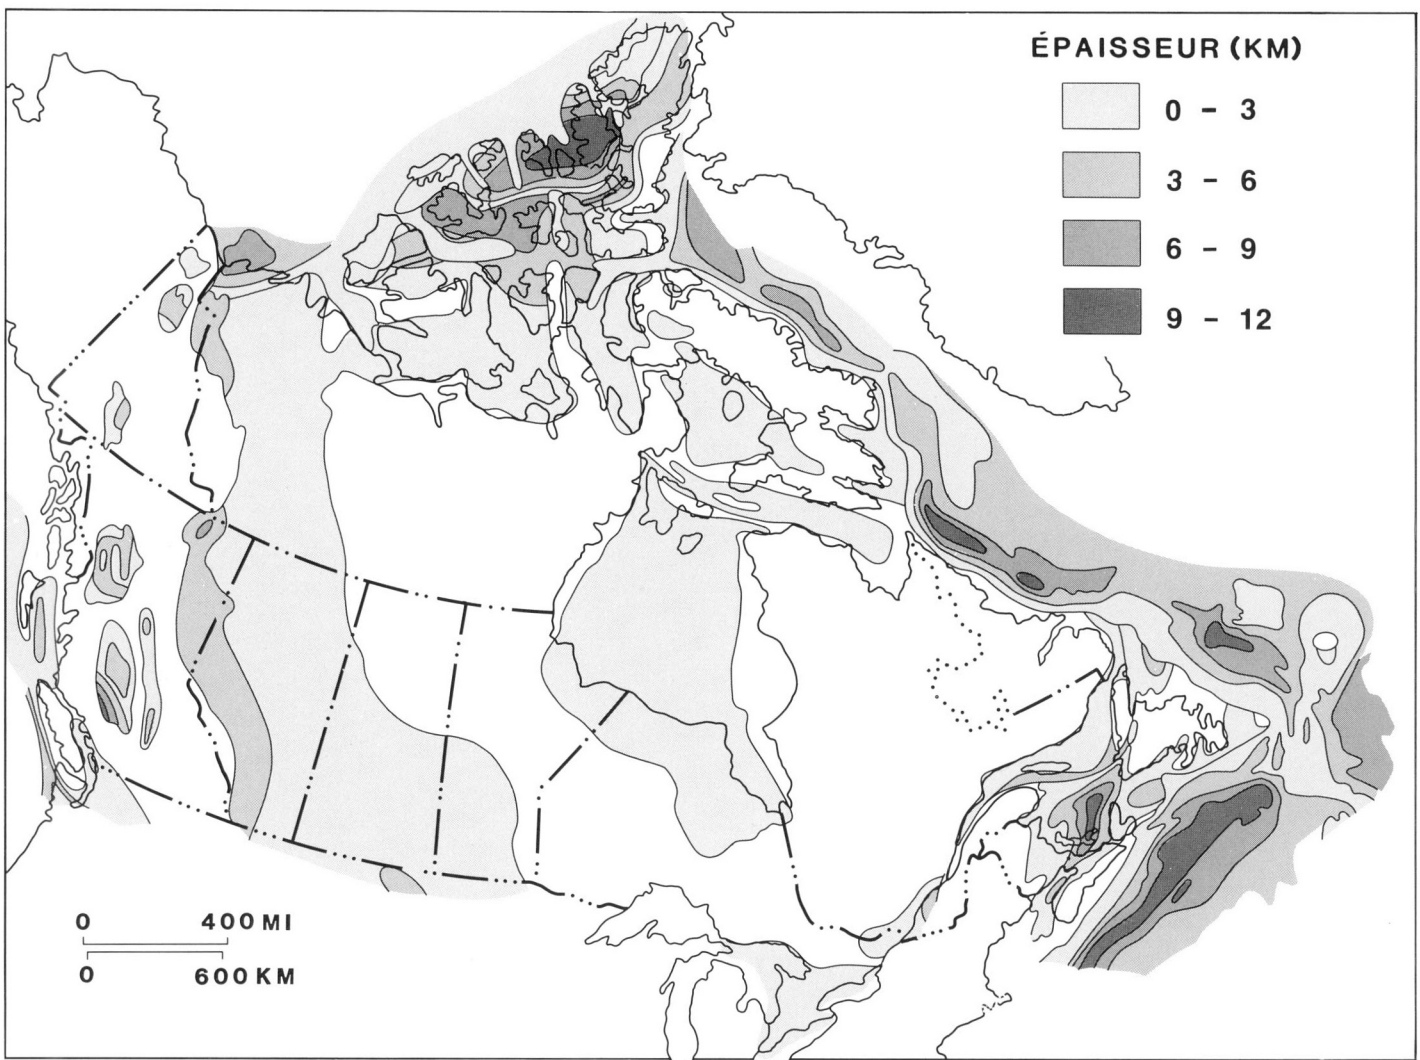 ÉPAISSEUR (KM)
0 – 3
3 – 6
6 – 9
9 – 12
0 400 MI
0 600 KM